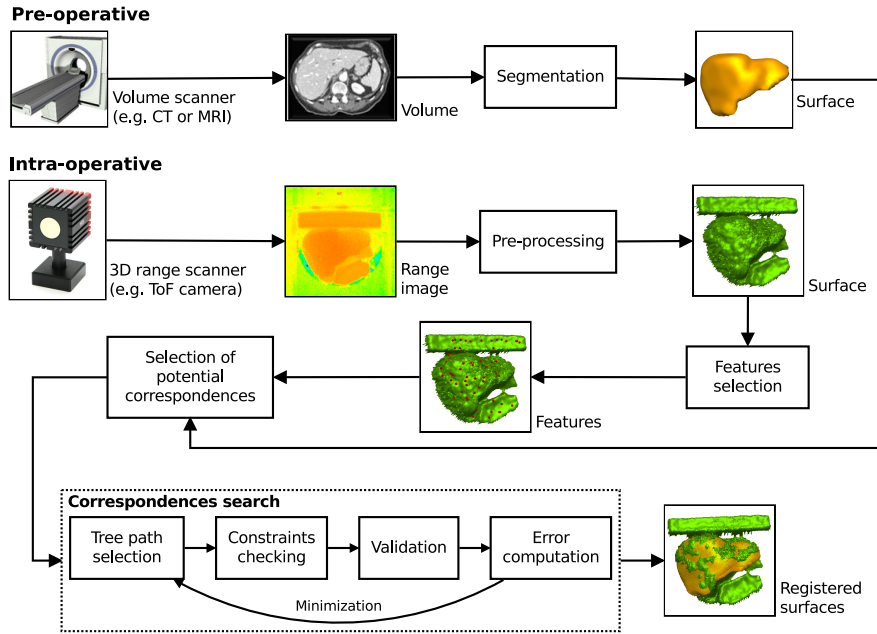 Pre-operative
Volume scanner
(e.g. CT or MRI)
Volume
Segmentation
Surface
Intra-operative
3D range scanner
(e.g. ToF camera)
Range
image
Pre-processing
Surface
Selection of
potential
correspondences
Features
Features
selection
Correspondences search
Tree path
selection
Constraints
checking
Validation
Error
computation
Minimization
Registered
surfaces